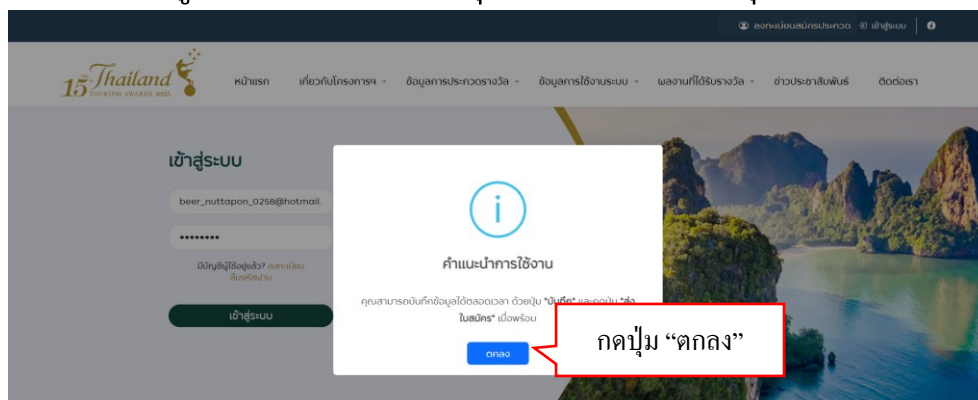 ลงทะเบียนสมัครประกวด เข้าสู่ระบบ
15th Thailand
TOURISM AWARDS 2025
หน้าแรก เกี่ยวกับโครงการฯ ข้อมูลการประกวดรางวัล ข้อมูลการใช้งานระบบ ผลงานที่ได้รับรางวัล ข่าวประชาสัมพันธ์ ติดต่อเรา
เข้าสู่ระบบ
beer_nuttapon_0258@hotmail.
••••••••
มีบัญชีผู้ใช้อยู่แล้ว? ลงทะเบียน
ลืมรหัสผ่าน
เข้าสู่ระบบ
คำแนะนำการใช้งาน
คุณสามารถบันทึกข้อมูลได้ตลอดเวลา ด้วยปุ่ม "บันทึก" และกดปุ่ม "ส่ง
ใบสมัคร" เมื่อพร้อม
ตกลง
กดปุ่ม “ตกลง”